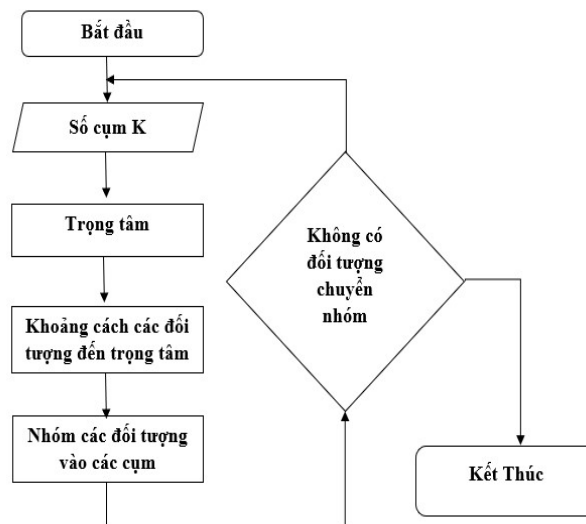 Bắt đầu
Số cụm K
Trọng tâm
Khoảng cách các đối
tượng đến trọng tâm
Nhóm các đối tượng
vào các cụm
Không có
đối tượng
chuyển
nhóm
Kết Thúc